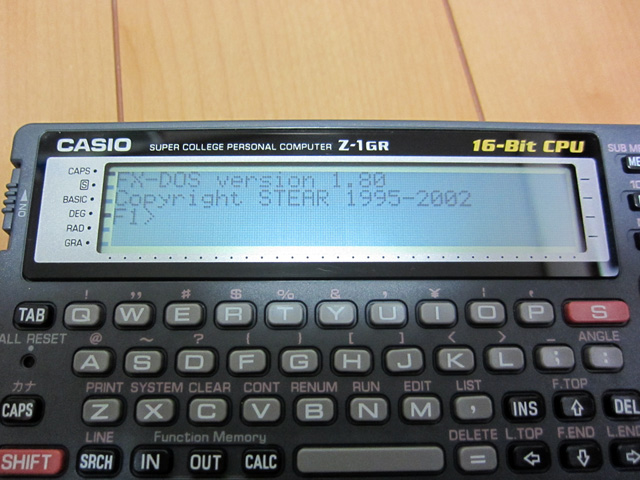 CASIO SUPER COLLEGE PERSONAL COMPUTER Z-1GR 16-Bit CPU SUB
CAPS
S
BASIC
DEG
RAD
GRA
FX-DOS version 1.80
Copyright STEAR 1995-2002
F1>
ON
! " # $ % & ' ¥
TAB Q W E R T Y U I O P S
ALL RESET @ ~ ? { } [ ] < > _ ANGLE
A S D F G H J K L ; :
カナ PRINT SYSTEM CLEAR CONT RENUM RUN EDIT LIST F.TOP
CAPS Z X C V B N M , INS ⇧ DEL
LINE Function Memory DELETE L.TOP F.END L.END
SHIFT SRCH IN OUT CALC = ⇦ ⇩ ⇨